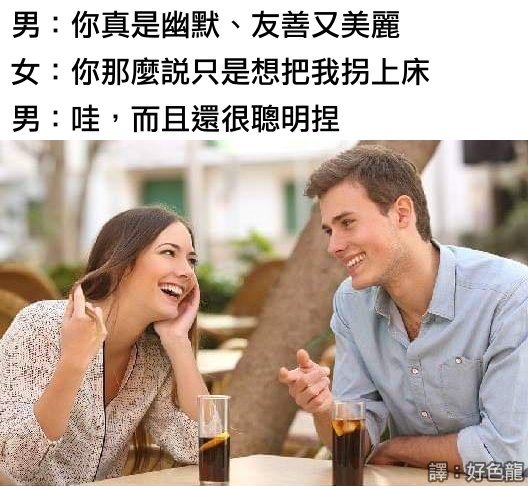 男：你真是幽默、友善又美麗
女：你那麼説只是想把我拐上床
男：哇，而且還很聰明捏
譯：好色龍